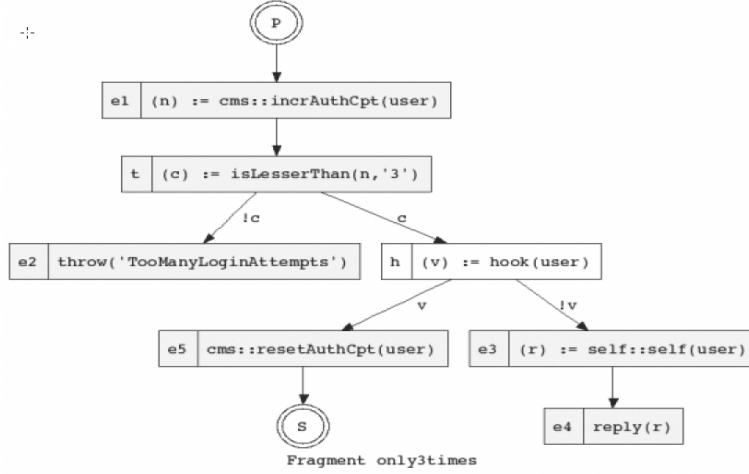 P
e1 (n) := cms::incrAuthCpt(user)
t (c) := isLesserThan(n,'3')
!c c
e2 throw('TooManyLoginAttempts') h (v) := hook(user)
v !v
e5 cms::resetAuthCpt(user) e3 (r) := self::self(user)
S e4 reply(r)
Fragment only3times